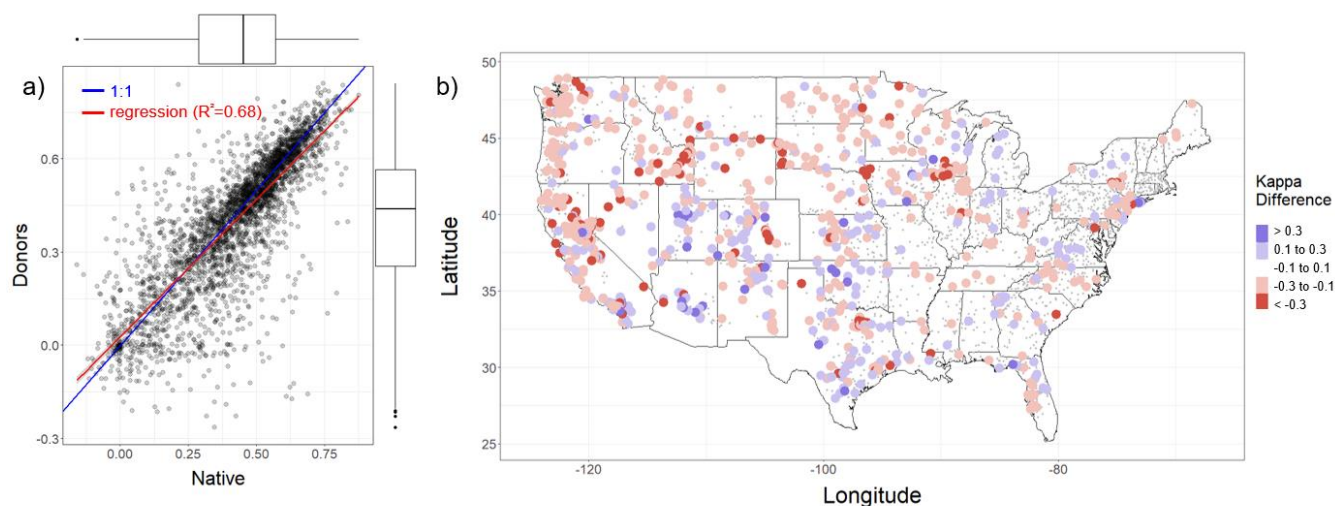 a)
1:1
regression (R²=0.68)
Donors
0.6
0.3
0.0
-0.3
0.00
0.25
0.50
0.75
Native
b)
Latitude
50
45
40
35
30
25
-120
-100
-80
Longitude
Kappa
Difference
> 0.3
0.1 to 0.3
-0.1 to 0.1
-0.3 to -0.1
< -0.3